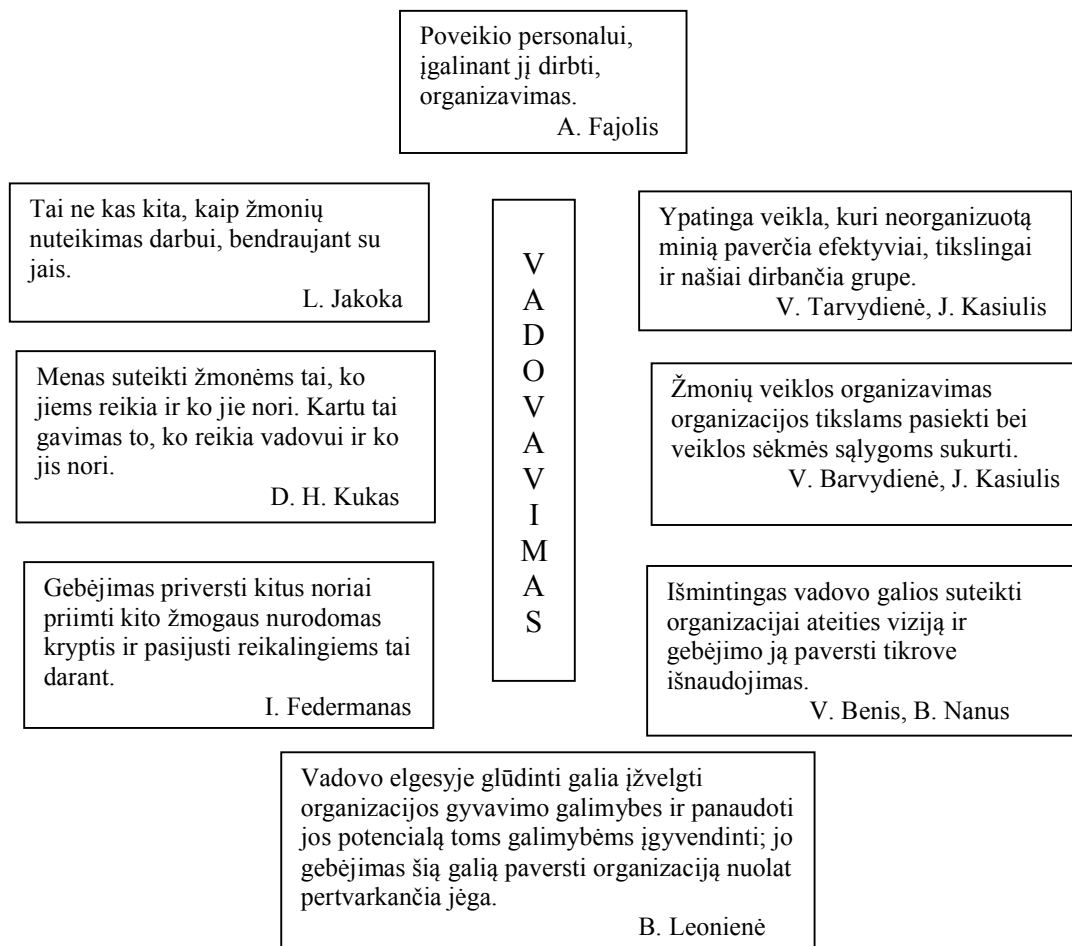 Poveikio personalui,
įgalinant jį dirbti,
organizavimas.
A. Fajolis
Tai ne kas kita, kaip žmonių
nuteikimas darbui, bendraujant su
jais.
L. Jakoka
Menas suteikti žmonėms tai, ko
jiems reikia ir ko jie nori. Kartu tai
gavimas to, ko reikia vadovui ir ko
jis nori.
D. H. Kukas
Gebėjimas priversti kitus noriai
priimti kito žmogaus nurodomas
kryptis ir pasijusti reikalingiems tai
darant.
I. Federmanas
V
A
D
O
V
A
V
I
M
A
S
Ypatinga veikla, kuri neorganizuotą
minią paverčia efektyviai, tikslingai
ir našiai dirbančia grupe.
V. Tarvydienė, J. Kasiulis
Žmonių veiklos organizavimas
organizacijos tikslams pasiekti bei
veiklos sėkmės sąlygoms sukurti.
V. Barvydienė, J. Kasiulis
Išmintingas vadovo galios suteikti
organizacijai ateities viziją ir
gebėjimo ją paversti tikrove
išnaudojimas.
V. Benis, B. Nanus
Vadovo elgesyje glūdinti galia įžvelgti
organizacijos gyvavimo galimybes ir panaudoti
jos potencialą toms galimybėms įgyvendinti; jo
gebėjimas šią galią paversti organizaciją nuolat
pertvarkančia jėga.
B. Leonienė